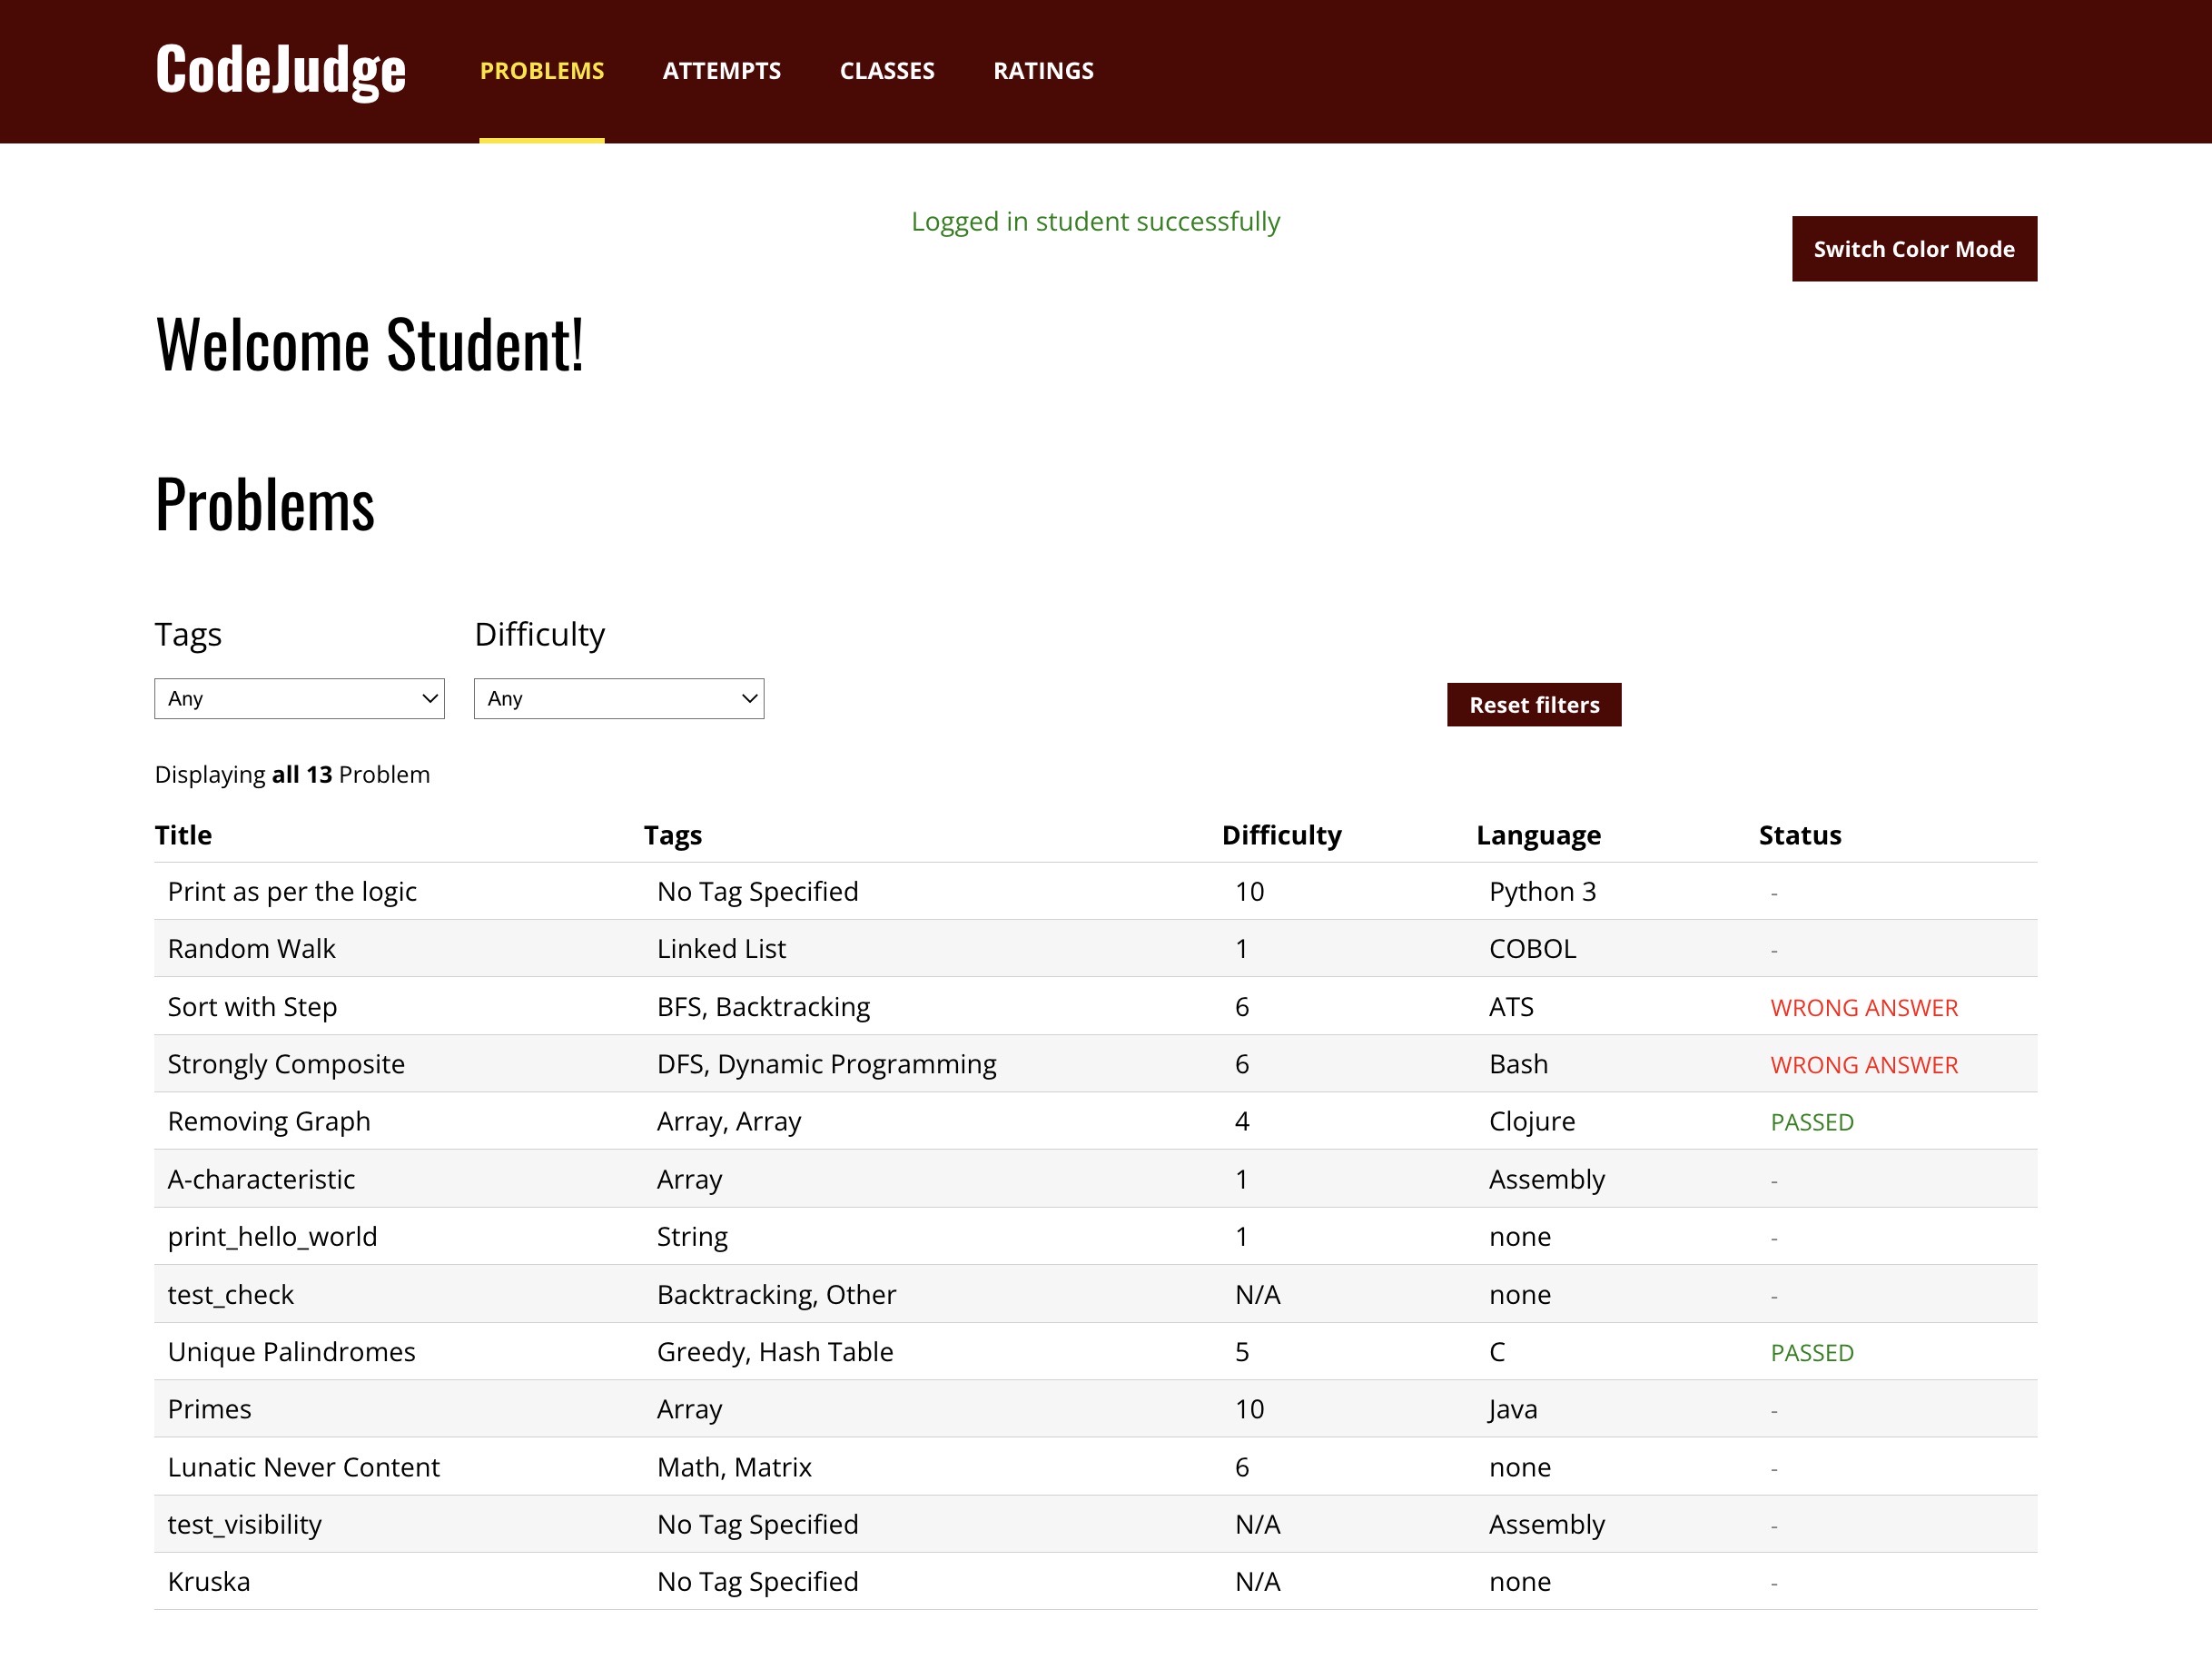 CodeJudge PROBLEMS ATTEMPTS CLASSES RATINGS
Logged in student successfully
Switch Color Mode
Welcome Student!
Problems
Tags Difficulty
Any Any Reset filters
Displaying all 13 Problem
Title Tags Difficulty Language Status
Print as per the logic No Tag Specified 10 Python 3 -
Random Walk Linked List 1 COBOL -
Sort with Step BFS, Backtracking 6 ATS WRONG ANSWER
Strongly Composite DFS, Dynamic Programming 6 Bash WRONG ANSWER
Removing Graph Array, Array 4 Clojure PASSED
A-characteristic Array 1 Assembly -
print_hello_world String 1 none -
test_check Backtracking, Other N/A none -
Unique Palindromes Greedy, Hash Table 5 C PASSED
Primes Array 10 Java -
Lunatic Never Content Math, Matrix 6 none -
test_visibility No Tag Specified N/A Assembly -
Kruska No Tag Specified N/A none -